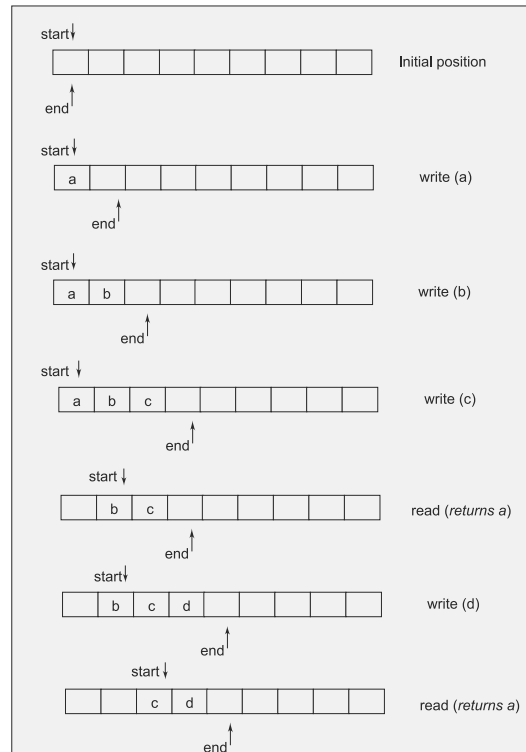 start
Initial position
end
start
a
write (a)
end
start
a b
write (b)
end
start
a b c
write (c)
end
start
b c
read (returns a)
end
start
b c d
write (d)
end
start
c d
read (returns a)
end